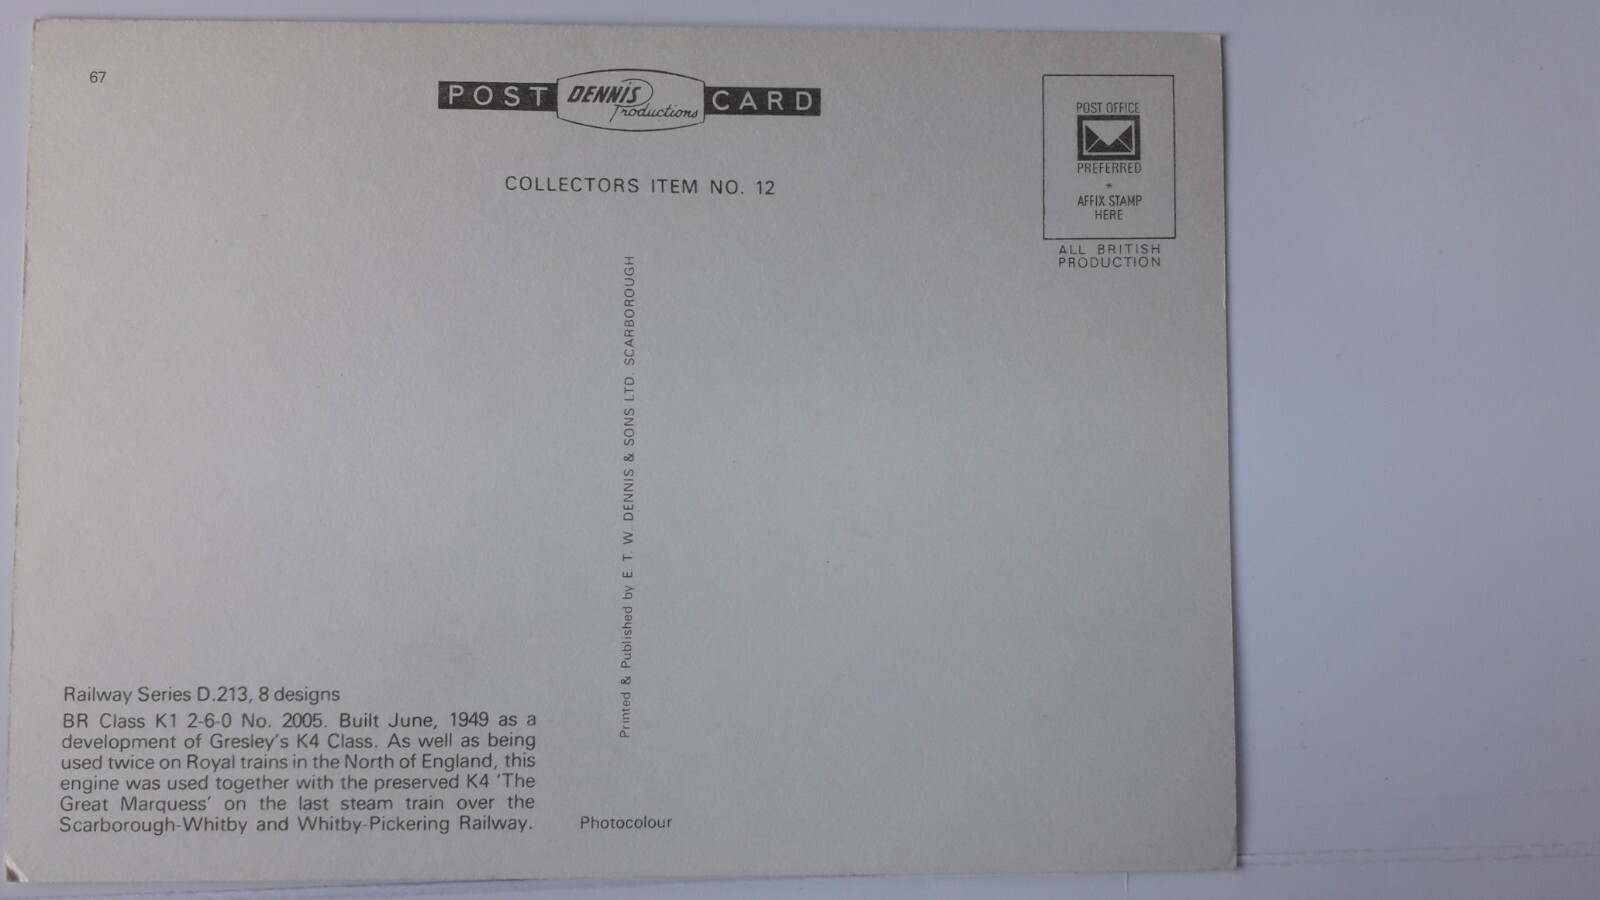 67
POST DENNIS Productions CARD
COLLECTORS ITEM NO. 12
POST OFFICE
PREFERRED
*
AFFIX STAMP
HERE
ALL BRITISH
PRODUCTION
Printed & Published by E. T. W. DENNIS & SONS LTD. SCARBOROUGH
Railway Series D.213, 8 designs
BR Class K1 2-6-0 No. 2005. Built June, 1949 as a
development of Gresley's K4 Class. As well as being
used twice on Royal trains in the North of England, this
engine was used together with the preserved K4 'The
Great Marquess' on the last steam train over the
Scarborough-Whitby and Whitby-Pickering Railway.
Photocolour